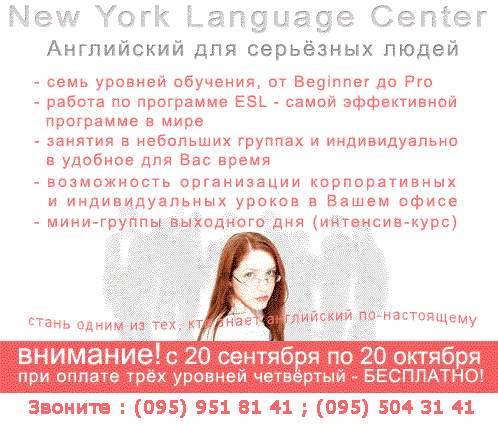 New York Language Center
Английский для серьёзных людей
- семь уровней обучения, от Beginner до Pro
- работа по программе ESL - самой эффективной
программе в мире
- занятия в небольших группах и индивидуально
в удобное для Вас время
- возможность организации корпоративных
и индивидуальных уроков в Вашем офисе
- мини-группы выходного дня (интенсив-курс)
стань одним из тех, кто знает английский по-настоящему
внимание! с 20 сентября по 20 октября
при оплате трёх уровней четвёртый - БЕСПЛАТНО!
Звоните : (095) 951 81 41 ; (095) 504 31 41